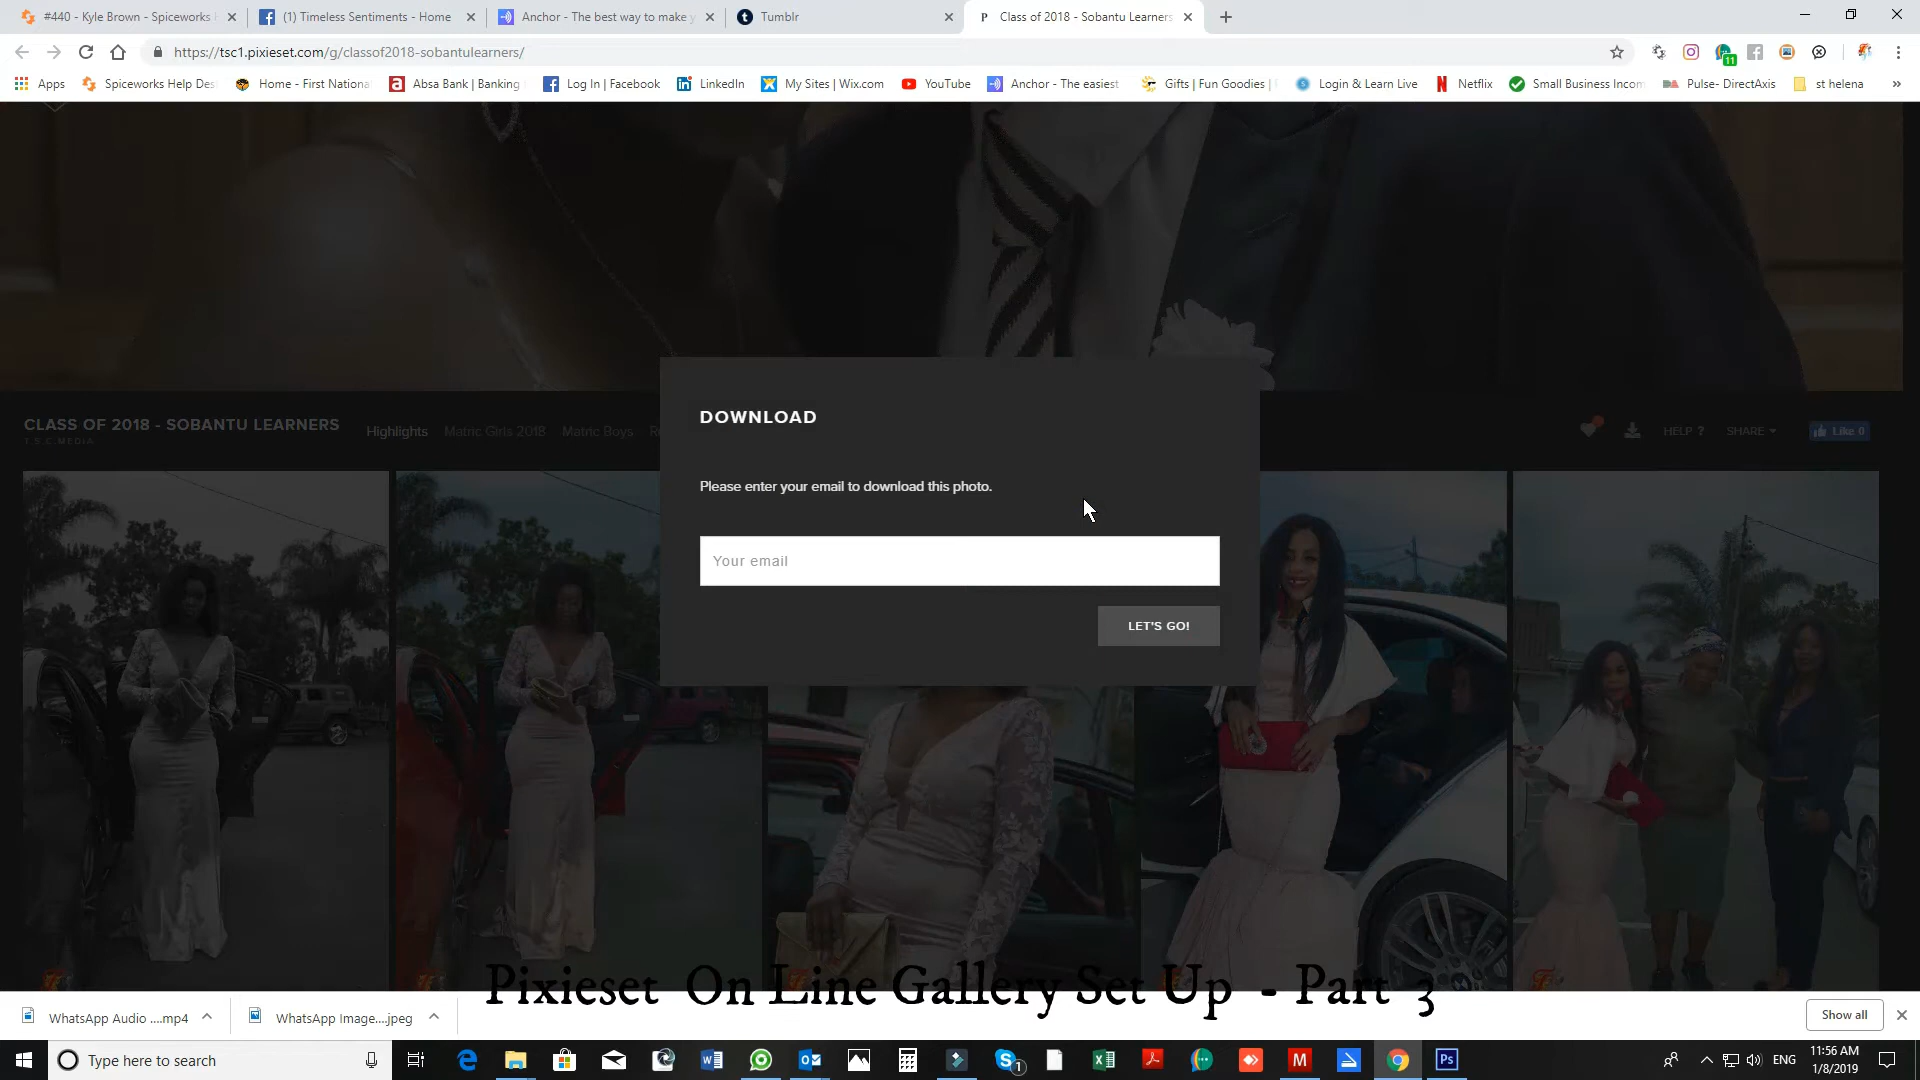 #440 - Kyle Brown - Spiceworks
(1) Timeless Sentiments - Home
Anchor - The best way to make
Tumblr
P Class of 2018 - Sobantu Learners
https://tsc1.pixieset.com/g/classof2018-sobantulearners/
11
Apps
Spiceworks Help Des
Home - First Nationa
Absa Bank | Banking
Log In | Facebook
LinkedIn
My Sites | Wix.com
YouTube
Anchor - The easiest
Gifts | Fun Goodies |
Login & Learn Live
Netflix
Small Business Incom
Pulse- DirectAxis
st helena
DOWNLOAD
CLASS OF 2018 - SOBANTU LEARNERS
T.S.C.MEDIA
Highlights
Matric Girls 2018
Matric Boys
HELP ?
SHARE
Like 0
Please enter your email to download this photo.
Your email
LET'S GO!
Pixieset On Line Gallery Set Up - Part 3
WhatsApp Audio ....mp4
WhatsApp Image....jpeg
Show all
Type here to search
1
M
Ps
ENG
11:56 AM
1/8/2019